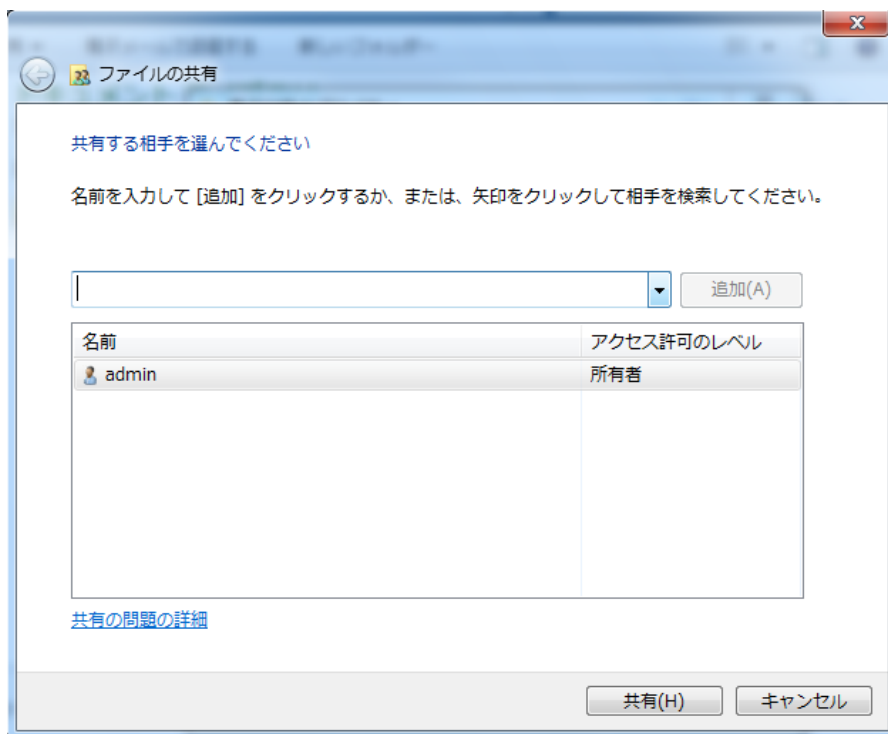 ファイルの共有
共有する相手を選んでください
名前を入力して [追加] をクリックするか、または、矢印をクリックして相手を検索してください。
追加(A)
名前 アクセス許可のレベル
admin 所有者
共有の問題の詳細
共有(H) キャンセル